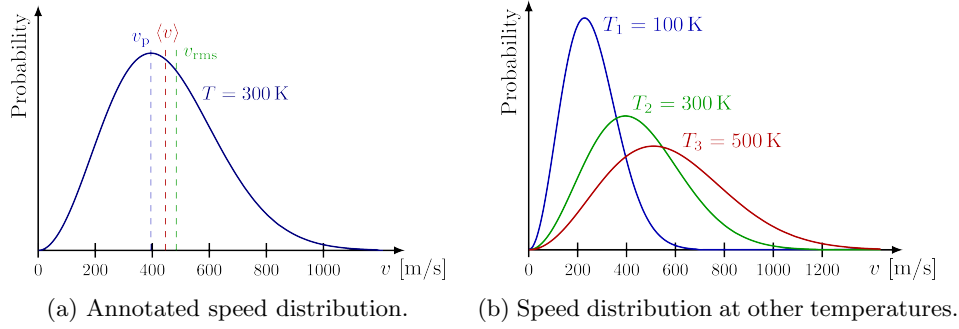 Probability
v_p ⟨v⟩
v_rms
T = 300 K
0 200 400 600 800 1000 v [m/s]
(a) Annotated speed distribution.
Probability
T_1 = 100 K
T_2 = 300 K
T_3 = 500 K
0 200 400 600 800 1000 1200 v [m/s]
(b) Speed distribution at other temperatures.